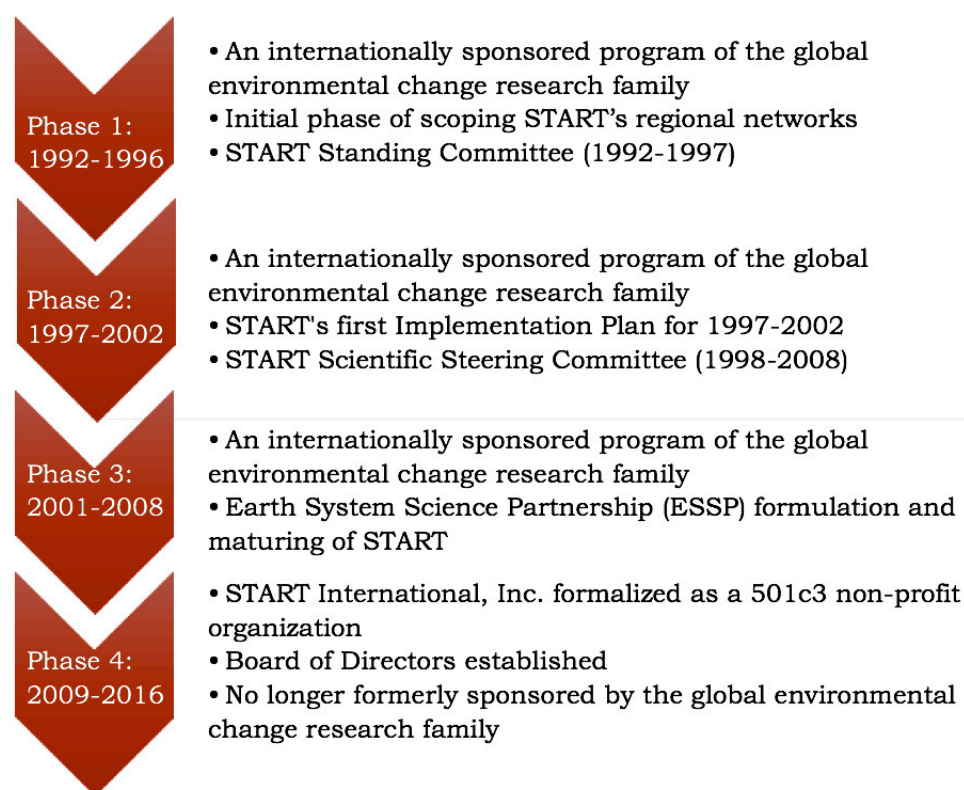 Phase 1:
1992-1996
• An internationally sponsored program of the global
environmental change research family
• Initial phase of scoping START’s regional networks
• START Standing Committee (1992-1997)
Phase 2:
1997-2002
• An internationally sponsored program of the global
environmental change research family
• START's first Implementation Plan for 1997-2002
• START Scientific Steering Committee (1998-2008)
Phase 3:
2001-2008
• An internationally sponsored program of the global
environmental change research family
• Earth System Science Partnership (ESSP) formulation and
maturing of START
Phase 4:
2009-2016
• START International, Inc. formalized as a 501c3 non-profit
organization
• Board of Directors established
• No longer formerly sponsored by the global environmental
change research family